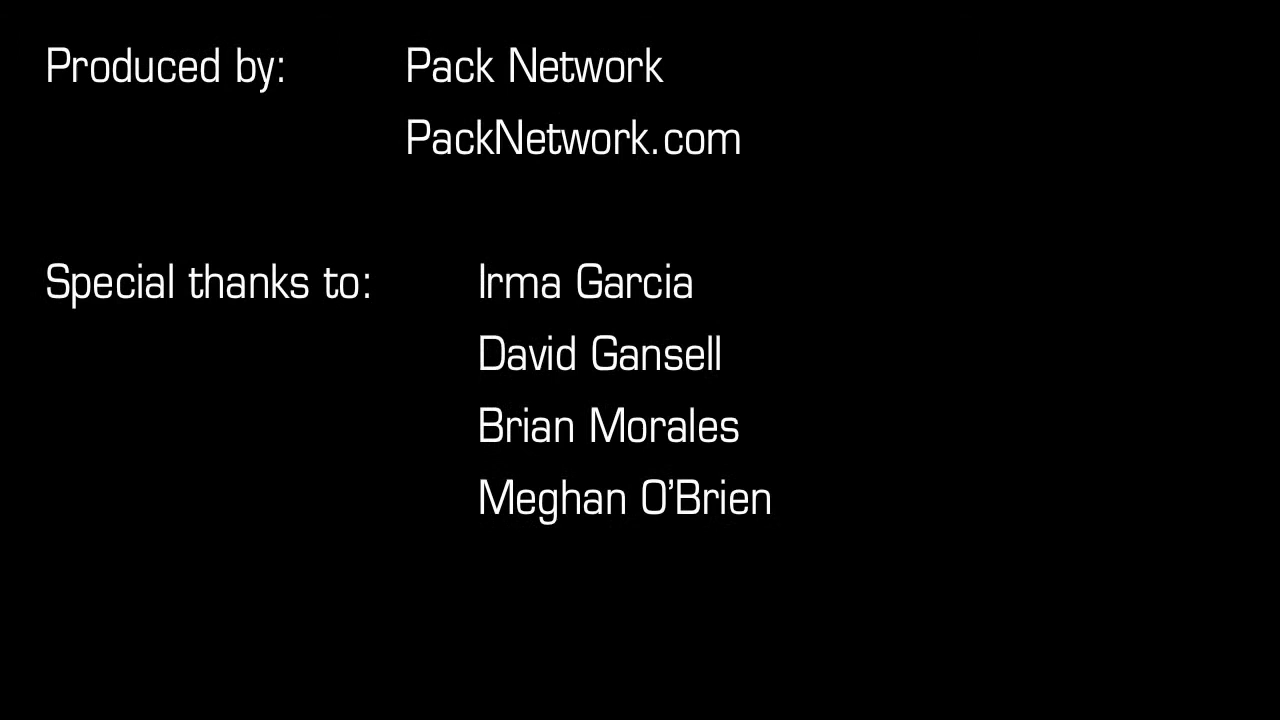 Produced by: Pack Network
PackNetwork.com
Special thanks to: Irma Garcia
David Gansell
Brian Morales
Meghan O’Brien